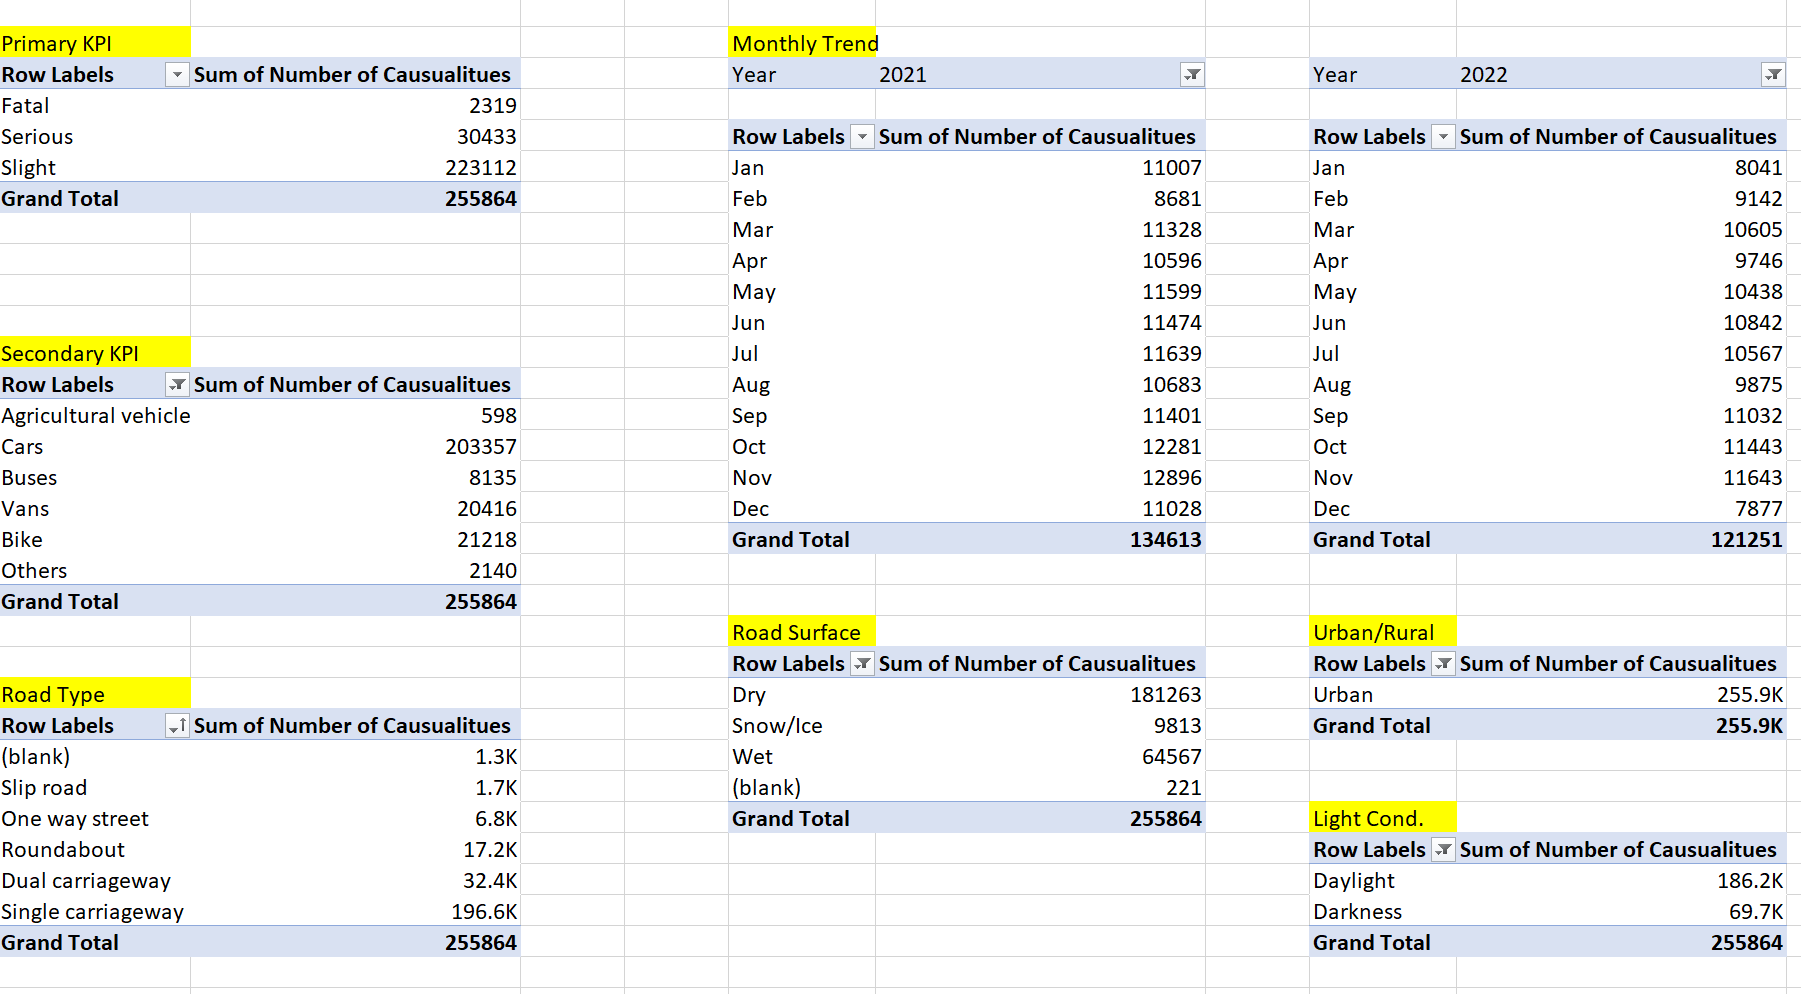 Primary KPI
Row Labels Sum of Number of Causualitues
Fatal 2319
Serious 30433
Slight 223112
Grand Total 255864
Secondary KPI
Row Labels Sum of Number of Causualitues
Agricultural vehicle 598
Cars 203357
Buses 8135
Vans 20416
Bike 21218
Others 2140
Grand Total 255864
Road Type
Row Labels Sum of Number of Causualitues
(blank) 1.3K
Slip road 1.7K
One way street 6.8K
Roundabout 17.2K
Dual carriageway 32.4K
Single carriageway 196.6K
Grand Total 255864
Monthly Trend
Year 2021
Row Labels Sum of Number of Causualitues
Jan 11007
Feb 8681
Mar 11328
Apr 10596
May 11599
Jun 11474
Jul 11639
Aug 10683
Sep 11401
Oct 12281
Nov 12896
Dec 11028
Grand Total 134613
Road Surface
Row Labels Sum of Number of Causualitues
Dry 181263
Snow/Ice 9813
Wet 64567
(blank) 221
Grand Total 255864
Year 2022
Row Labels Sum of Number of Causualitues
Jan 8041
Feb 9142
Mar 10605
Apr 9746
May 10438
Jun 10842
Jul 10567
Aug 9875
Sep 11032
Oct 11443
Nov 11643
Dec 7877
Grand Total 121251
Urban/Rural
Row Labels Sum of Number of Causualitues
Urban 255.9K
Grand Total 255.9K
Light Cond.
Row Labels Sum of Number of Causualitues
Daylight 186.2K
Darkness 69.7K
Grand Total 255864